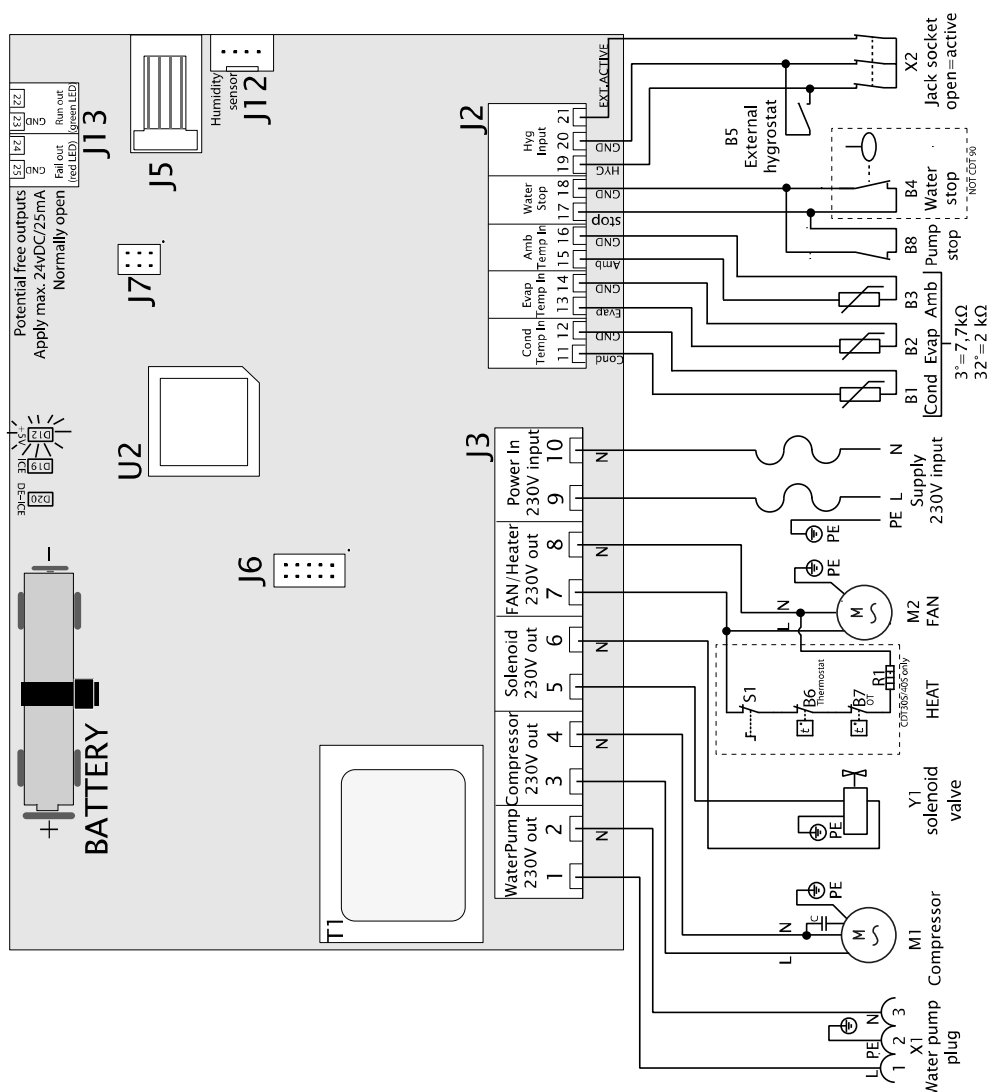 BATTERY
+
−
DE-ICE
D20
ICE
D19
+5V
D12
Potential free outputs
Apply max. 24vDC/25mA
Normally open
Fail out
(red LED)
25
GND
24
Run out
(green LED)
23
GND
22
J13
J5
Humidity
sensor
J12
J7
U2
J6
T1
J3
WaterPump
230V out
1
2
N
Compressor
230V out
3
4
N
Solenoid
230V out
5
6
N
FAN/Heater
230V out
7
8
N
Power In
230V input
9
10
N
J2
Cond
Temp In
11
12
Cond
GND
Evap
Temp In
13
14
Evap
GND
Amb
Temp In
15
16
Amb
GND
Water
Stop
17
18
stop
GND
Hyg
Input
19
20
21
HYG
GND
EXT.ACTIVE
L
PE
N
1
2
3
X1
Water pump
plug
L
N
C
PE
M
M1
Compressor
PE
Y1
solenoid
valve
S1
t°
B6
Thermostat
t°
B7
OT
R1
CDT30S/40S only
HEAT
L
N
PE
M
M2
FAN
PE
PE
L
N
Supply
230V input
B1
Cond
B2
Evap
B3
Amb
3°=7,7kΩ
32°=2 kΩ
B8
Pump
stop
B4
Water
stop
NOT CDT 90
B5
External
hygrostat
X2
Jack socket
open=active